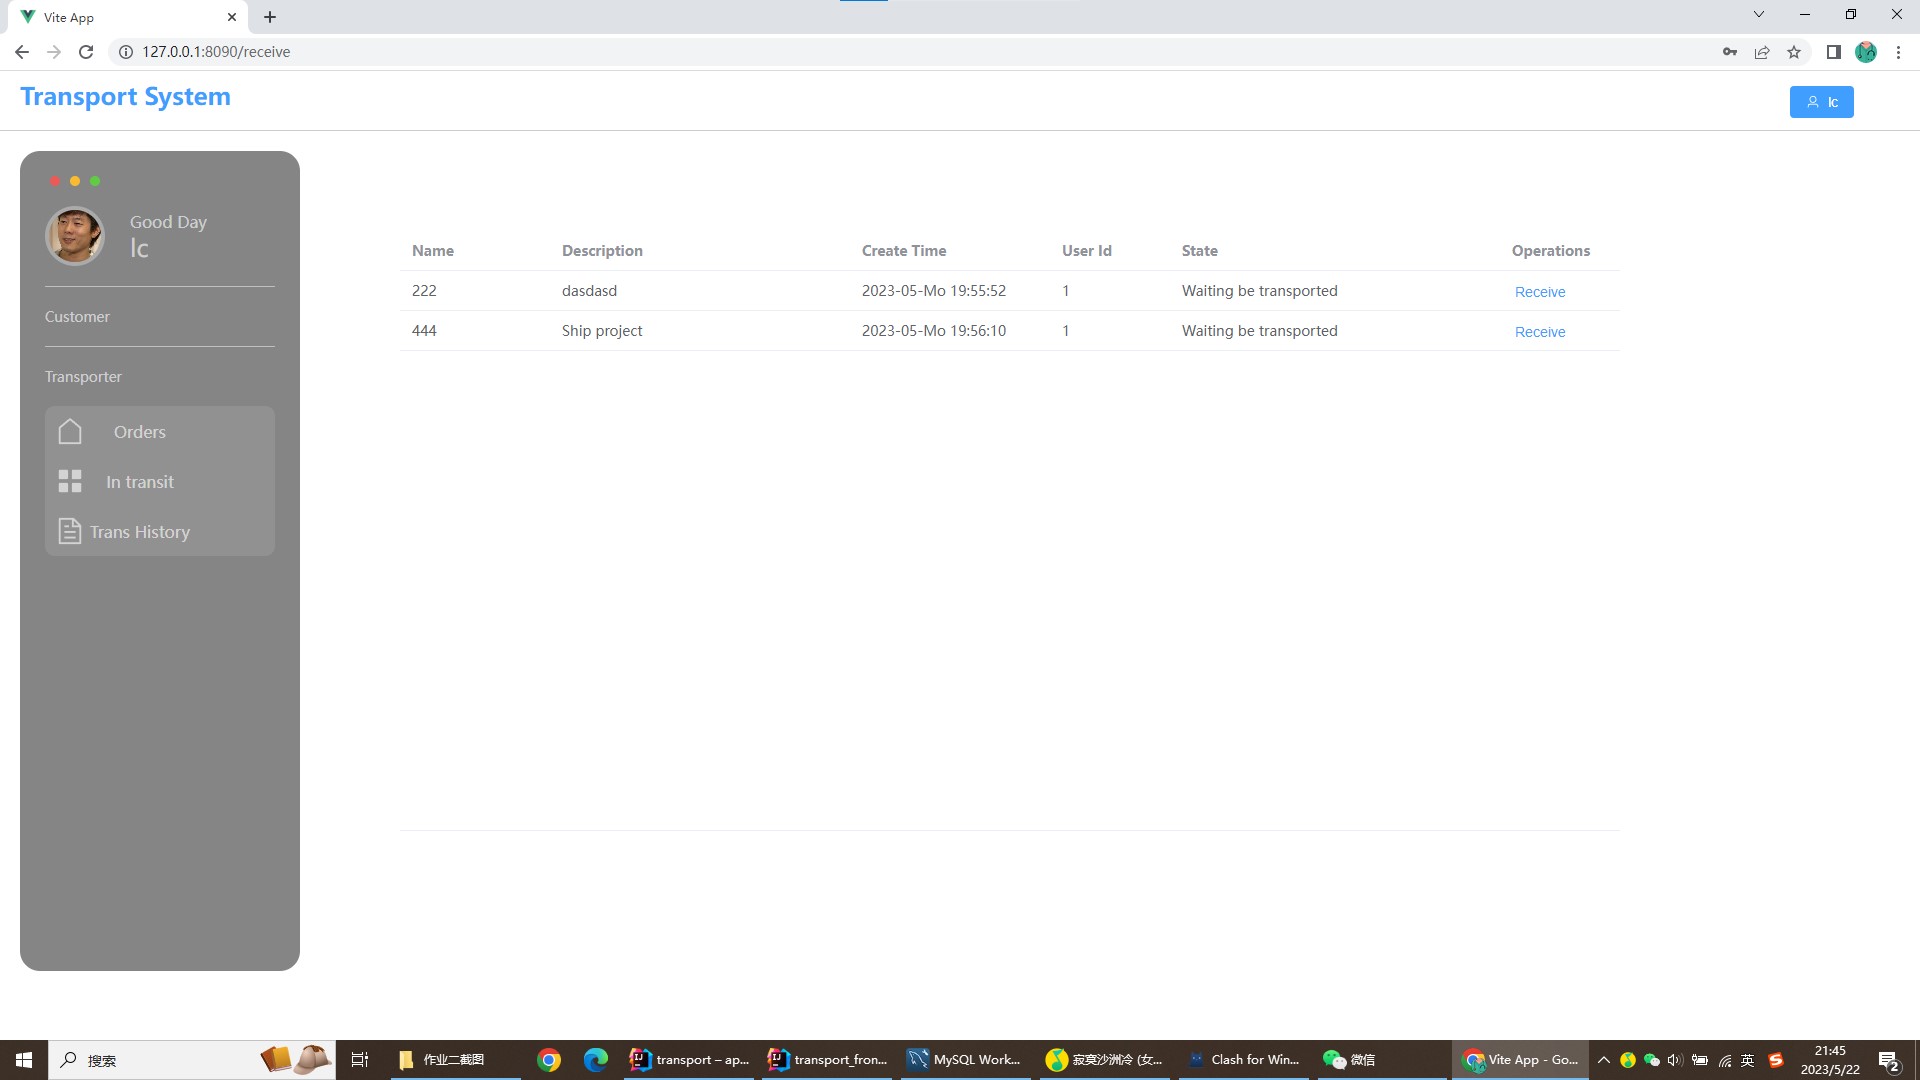 Vite App
127.0.0.1:8090/receive
Transport System
lc
Good Day
lc
Customer
Transporter
Orders
In transit
Trans History
Name Description Create Time User Id State Operations
222 dasdasd 2023-05-Mo 19:55:52 1 Waiting be transported Receive
444 Ship project 2023-05-Mo 19:56:10 1 Waiting be transported Receive
搜索
作业二截图
transport – ap...
transport_fron...
MySQL Work...
寂寞沙洲冷 (女...
Clash for Win...
微信
Vite App - Go...
英
21:45
2023/5/22
2